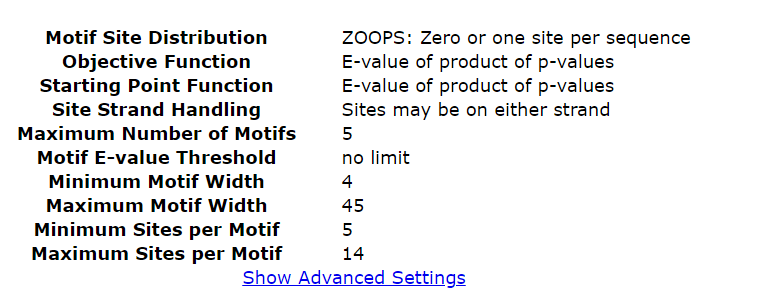 Motif Site Distribution ZOOPS: Zero or one site per sequence
Objective Function E-value of product of p-values
Starting Point Function E-value of product of p-values
Site Strand Handling Sites may be on either strand
Maximum Number of Motifs 5
Motif E-value Threshold no limit
Minimum Motif Width 4
Maximum Motif Width 45
Minimum Sites per Motif 5
Maximum Sites per Motif 14
Show Advanced Settings